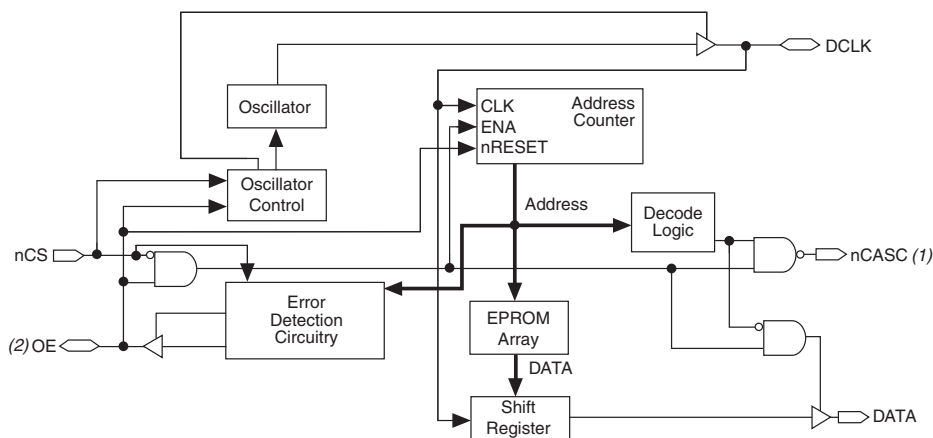 DCLK
Oscillator
CLK
Address
Counter
ENA
nRESET
Oscillator
Control
Address
Decode
Logic
nCS
nCASC (1)
Error
Detection
Circuitry
EPROM
Array
(2) OE
DATA
Shift
Register
DATA